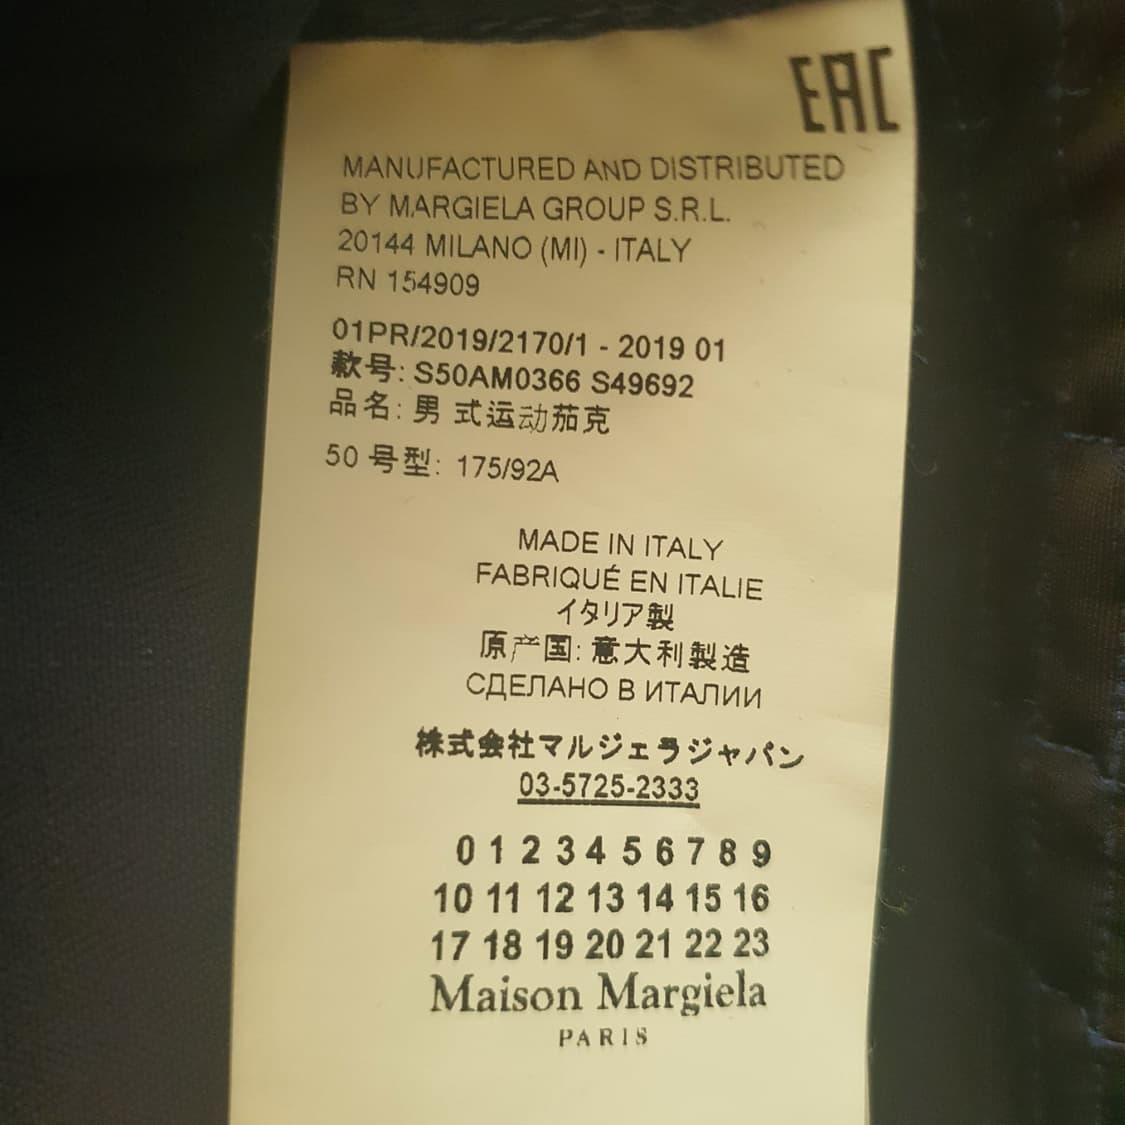 EAC
MANUFACTURED AND DISTRIBUTED
BY MARGIELA GROUP S.R.L.
20144 MILANO (MI) - ITALY
RN 154909
01PR/2019/2170/1 - 2019 01
款号: S50AM0366 S49692
品名: 男 式运动茄克
50 号型: 175/92A
MADE IN ITALY
FABRIQUÉ EN ITALIE
イタリア製
原产国: 意大利製造
СДЕЛАНО В ИТАЛИИ
株式会社マルジェラジャパン
03-5725-2333
0 1 2 3 4 5 6 7 8 9
10 11 12 13 14 15 16
17 18 19 20 21 22 23
Maison Margiela
PARIS